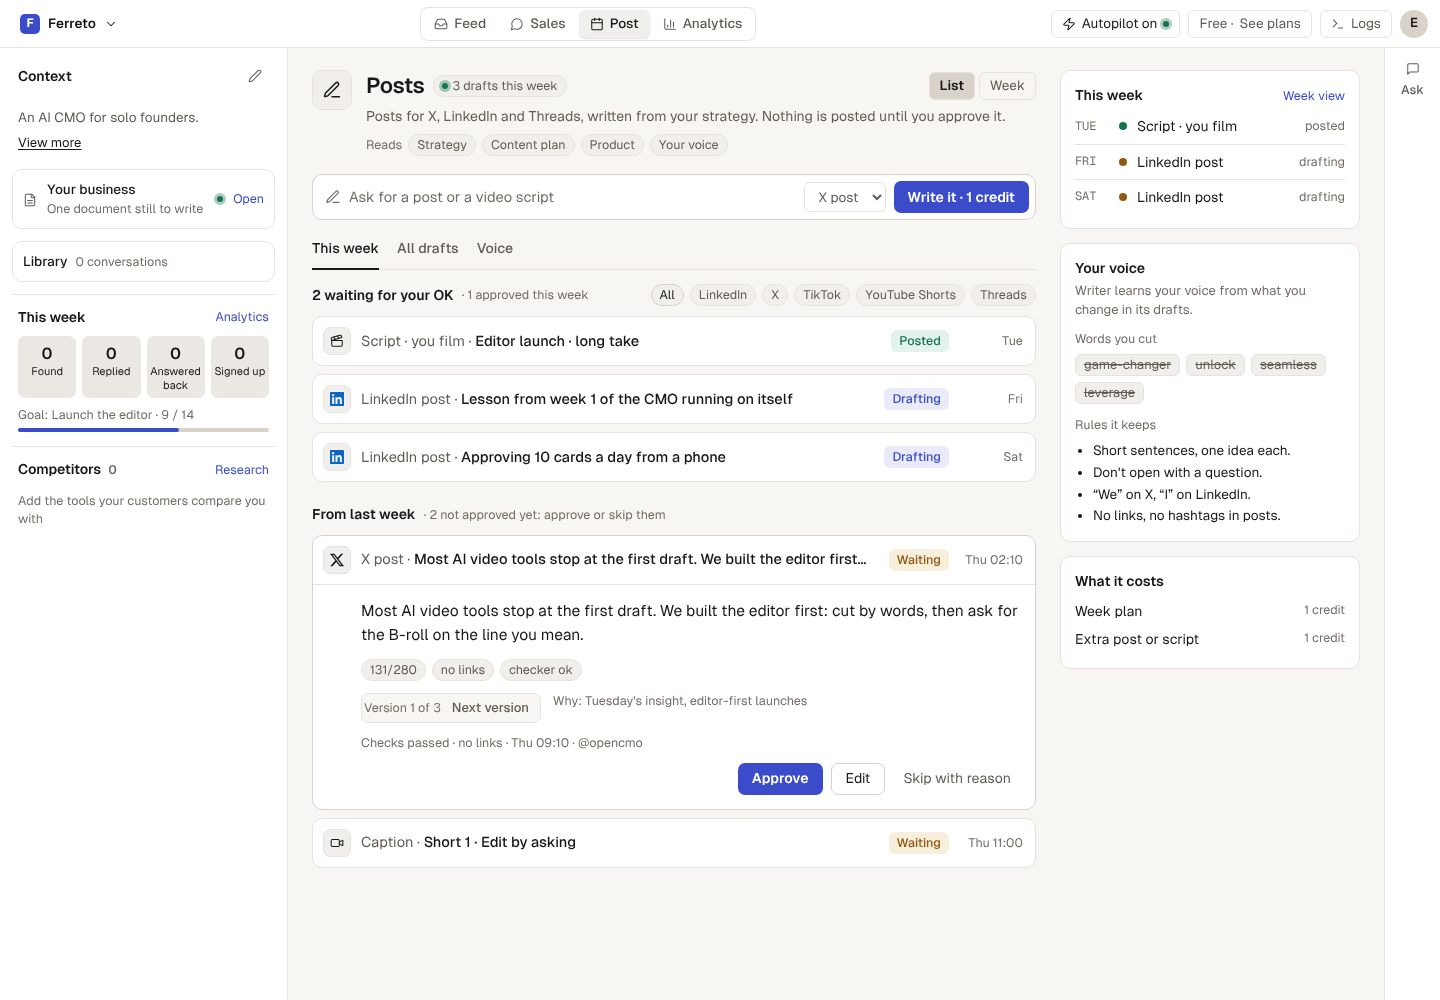 F Ferreto
Feed Sales Post Analytics
Autopilot on
Free · See plans
Logs
E
Context
An AI CMO for solo founders.
View more
Your business
One document still to write
Open
Library 0 conversations
This week Analytics
0 0 0 0
Found Replied Answered back Signed up
Goal: Launch the editor · 9 / 14
Competitors 0 Research
Add the tools your customers compare you
with
Posts 3 drafts this week
List Week
Posts for X, LinkedIn and Threads, written from your strategy. Nothing is posted until you approve it.
Reads Strategy Content plan Product Your voice
Ask for a post or a video script
X post
Write it · 1 credit
This week All drafts Voice
2 waiting for your OK · 1 approved this week
All LinkedIn X TikTok YouTube Shorts Threads
Script · you film · Editor launch · long take Posted Tue
LinkedIn post · Lesson from week 1 of the CMO running on itself Drafting Fri
LinkedIn post · Approving 10 cards a day from a phone Drafting Sat
From last week · 2 not approved yet: approve or skip them
X post · Most AI video tools stop at the first draft. We built the editor first… Waiting Thu 02:10
Most AI video tools stop at the first draft. We built the editor first: cut by words, then ask for
the B-roll on the line you mean.
131/280 no links checker ok
Version 1 of 3 Next version Why: Tuesday's insight, editor-first launches
Checks passed · no links · Thu 09:10 · @opencmo
Approve Edit Skip with reason
Caption · Short 1 · Edit by asking Waiting Thu 11:00
This week Week view
TUE Script · you film posted
FRI LinkedIn post drafting
SAT LinkedIn post drafting
Your voice
Writer learns your voice from what you
change in its drafts.
Words you cut
game-changer unlock seamless
leverage
Rules it keeps
• Short sentences, one idea each.
• Don't open with a question.
• “We” on X, “I” on LinkedIn.
• No links, no hashtags in posts.
What it costs
Week plan 1 credit
Extra post or script 1 credit
Ask